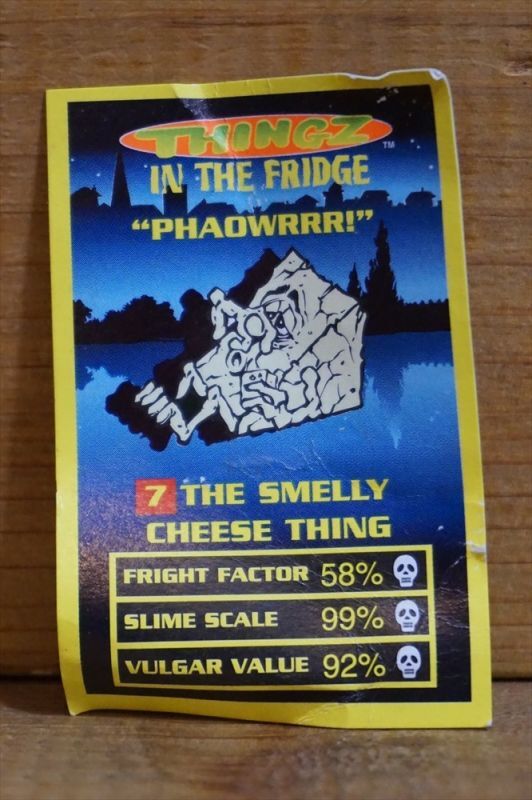 THINGZ TM
IN THE FRIDGE
"PHAOWRRR!"
7 THE SMELLY
CHEESE THING
FRIGHT FACTOR 58%
SLIME SCALE 99%
VULGAR VALUE 92%